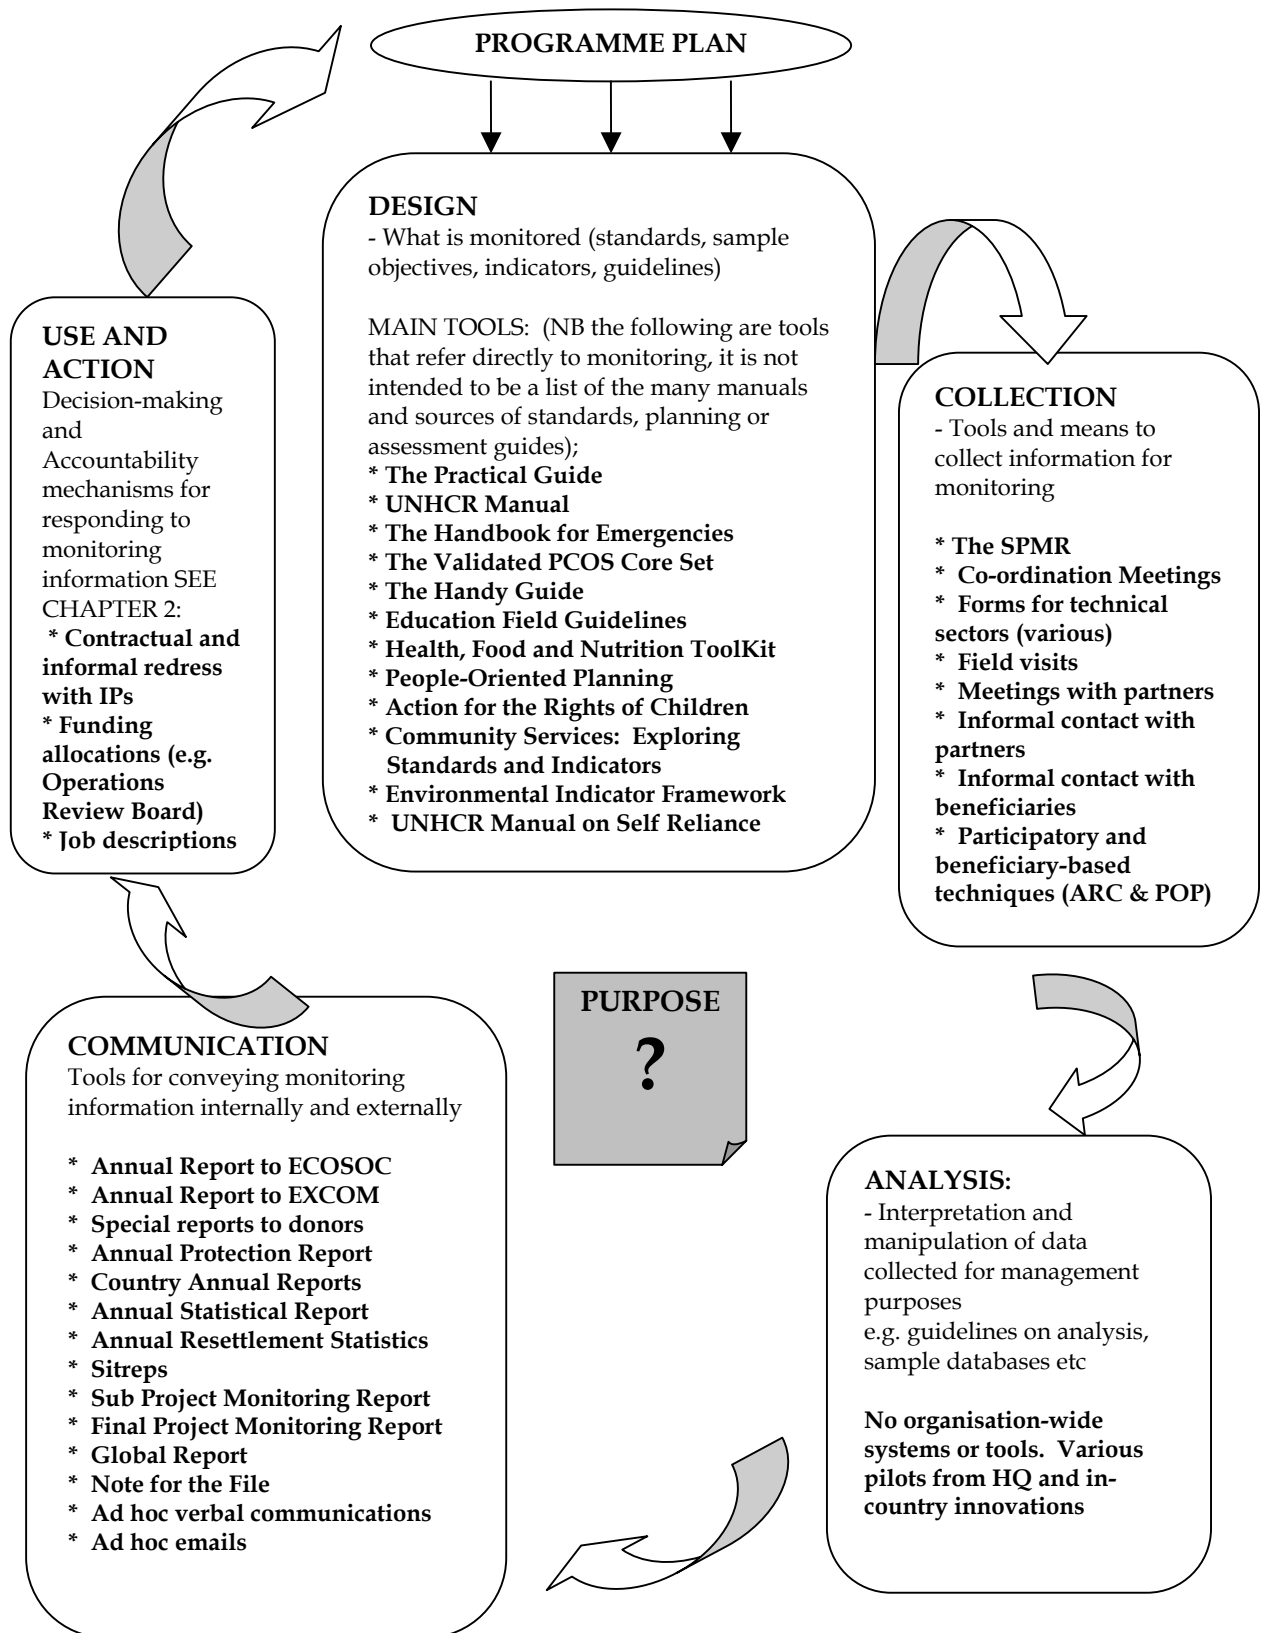 PROGRAMME PLAN
DESIGN
- What is monitored (standards, sample
objectives, indicators, guidelines)
MAIN TOOLS:  (NB the following are tools
that refer directly to monitoring, it is not
intended to be a list of the many manuals
and sources of standards, planning or
assessment guides);
* The Practical Guide
* UNHCR Manual
* The Handbook for Emergencies
* The Validated PCOS Core Set
* The Handy Guide
* Education Field Guidelines
* Health, Food and Nutrition ToolKit
* People-Oriented Planning
* Action for the Rights of Children
* Community Services:  Exploring
Standards and Indicators
* Environmental Indicator Framework
*  UNHCR Manual on Self Reliance
COLLECTION
- Tools and means to
collect information for
monitoring
* The SPMR
*  Co-ordination Meetings
*  Forms for technical
sectors (various)
*  Field visits
*  Meetings with partners
*  Informal contact with
partners
*  Informal contact with
beneficiaries
*  Participatory and
beneficiary-based
techniques (ARC & POP)
ANALYSIS:
- Interpretation and
manipulation of data
collected for management
purposes
e.g. guidelines on analysis,
sample databases etc
No organisation-wide
systems or tools.  Various
pilots from HQ and in-
country innovations
COMMUNICATION
Tools for conveying monitoring
information internally and externally
*  Annual Report to ECOSOC
*  Annual Report to EXCOM
*  Special reports to donors
*  Annual Protection Report
*  Country Annual Reports
*  Annual Statistical Report
*  Annual Resettlement Statistics
*  Sitreps
*  Sub Project Monitoring Report
*  Final Project Monitoring Report
*  Global Report
*  Note for the File
*  Ad hoc verbal communications
*  Ad hoc emails
USE AND
ACTION
Decision-making
and
Accountability
mechanisms for
responding to
monitoring
information SEE
CHAPTER 2:
* Contractual and
informal redress
with IPs
* Funding
allocations (e.g.
Operations
Review Board)
* Job descriptions
PURPOSE
?